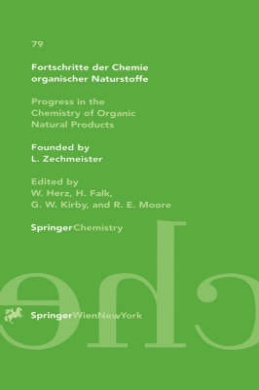 79
Fortschritte der Chemie
organischer Naturstoffe
Progress in the
Chemistry of Organic
Natural Products
Founded by
L. Zechmeister
Edited by
W. Herz, H. Falk,
G. W. Kirby, and R. E. Moore
SpringerChemistry
che
SpringerWienNewYork